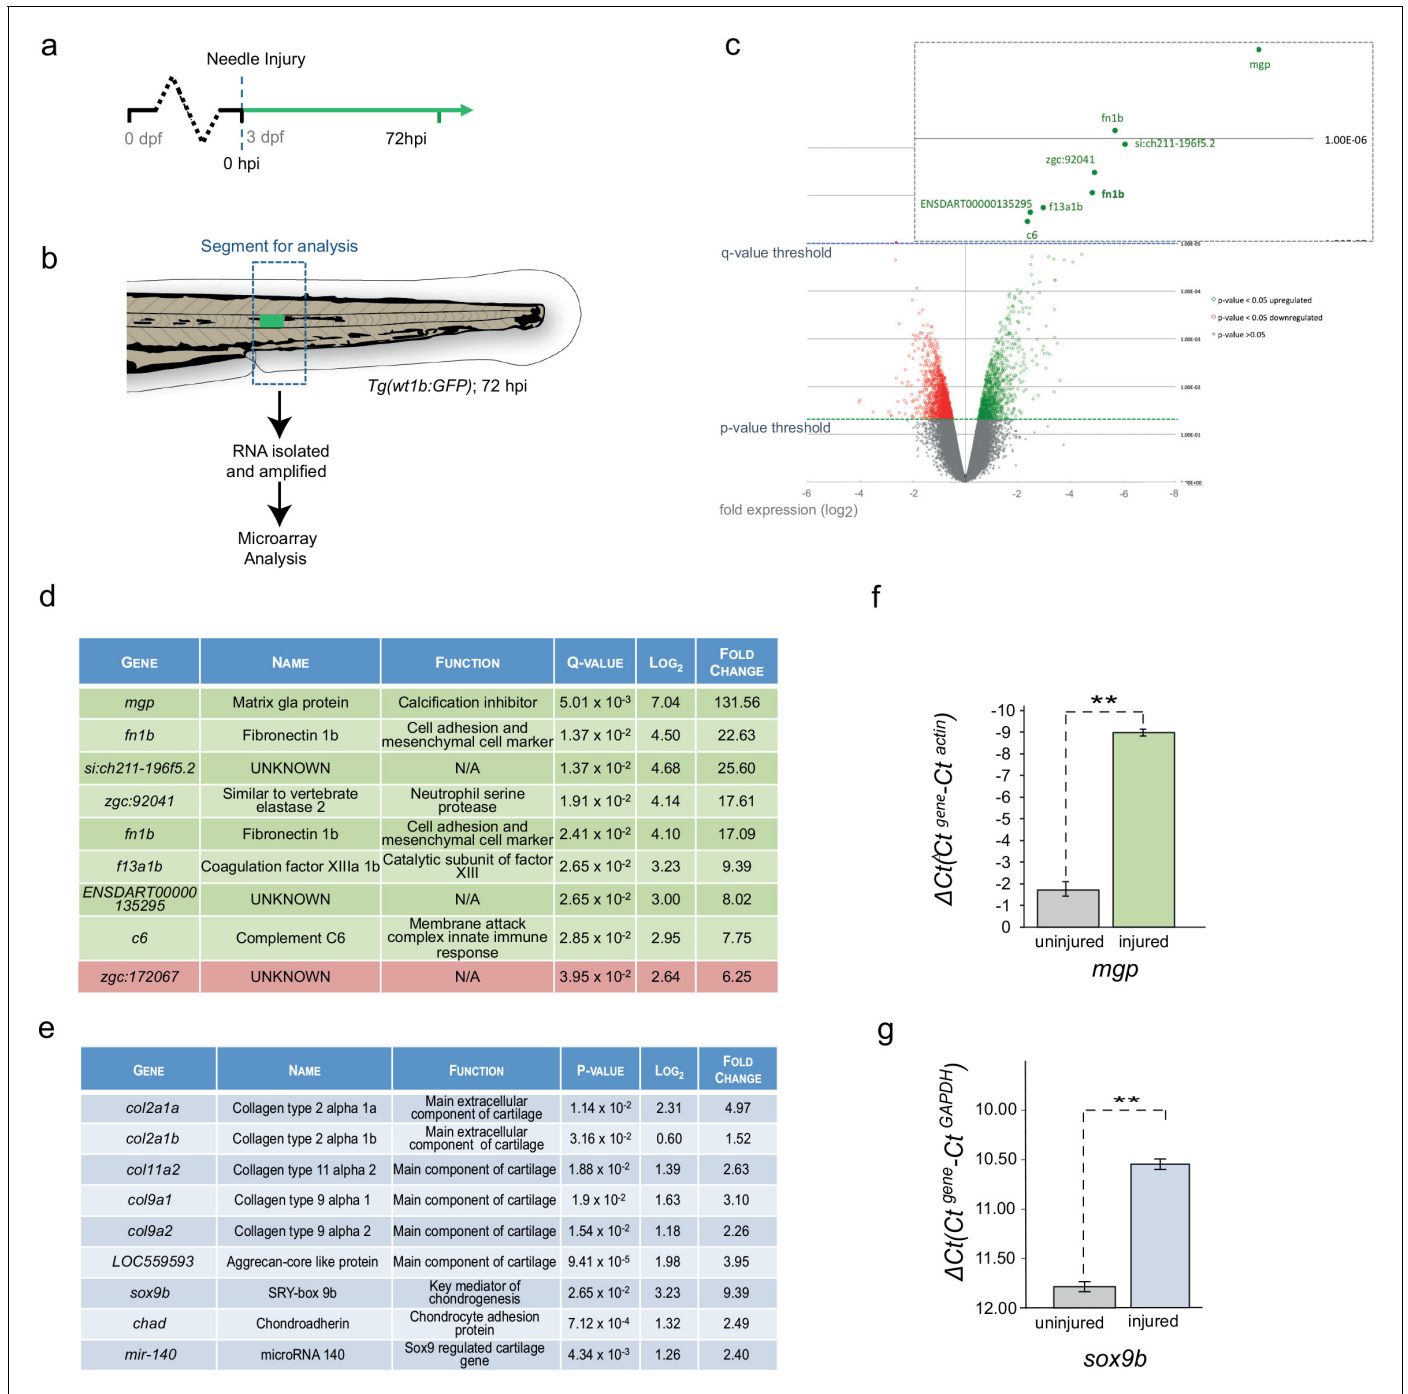 a
Needle Injury
0 dpf
3 dpf
72hpi
0 hpi
b
Segment for analysis
Tg(wt1b:GFP); 72 hpi
RNA isolated
and amplified
Microarray
Analysis
c
mgp
fn1b
1.00E-06
si:ch211-196f5.2
zgc:92041
fn1b
ENSDART00000135295
f13a1b
c6
q-value threshold
1.00E-05
1.00E-04
p-value < 0.05 upregulated
p-value < 0.05 downregulated
p-value >0.05
1.00E-03
1.00E-02
p-value threshold
1.00E-01
-6 -4 -2 -2 -4 -6 -8
fold expression (log2)
d
GENE NAME FUNCTION Q-VALUE LOG2 FOLD CHANGE
mgp Matrix gla protein Calcification inhibitor 5.01 x 10-3 7.04 131.56
fn1b Fibronectin 1b Cell adhesion and mesenchymal cell marker 1.37 x 10-2 4.50 22.63
si:ch211-196f5.2 UNKNOWN N/A 1.37 x 10-2 4.68 25.60
zgc:92041 Similar to vertebrate elastase 2 Neutrophil serine protease 1.91 x 10-2 4.14 17.61
fn1b Fibronectin 1b Cell adhesion and mesenchymal cell marker 2.41 x 10-2 4.10 17.09
f13a1b Coagulation factor XIIIa 1b Catalytic subunit of factor XIII 2.65 x 10-2 3.23 9.39
ENSDART00000 135295 UNKNOWN N/A 2.65 x 10-2 3.00 8.02
c6 Complement C6 Membrane attack complex innate immune response 2.85 x 10-2 2.95 7.75
zgc:172067 UNKNOWN N/A 3.95 x 10-2 2.64 6.25
e
GENE NAME FUNCTION P-VALUE LOG2 FOLD CHANGE
col2a1a Collagen type 2 alpha 1a Main extracellular component of cartilage 1.14 x 10-2 2.31 4.97
col2a1b Collagen type 2 alpha 1b Main extracellular component of cartilage 3.16 x 10-2 0.60 1.52
col11a2 Collagen type 11 alpha 2 Main component of cartilage 1.88 x 10-2 1.39 2.63
col9a1 Collagen type 9 alpha 1 Main component of cartilage 1.9 x 10-2 1.63 3.10
col9a2 Collagen type 9 alpha 2 Main component of cartilage 1.54 x 10-2 1.18 2.26
LOC559593 Aggrecan-core like protein Main component of cartilage 9.41 x 10-5 1.98 3.95
sox9b SRY-box 9b Key mediator of chondrogenesis 2.65 x 10-2 3.23 9.39
chad Chondroadherin Chondrocyte adhesion protein 7.12 x 10-4 1.32 2.49
mir-140 microRNA 140 Sox9 regulated cartilage gene 4.34 x 10-3 1.26 2.40
f
ΔCt(Ct gene-Ct actin)
**
-10
-9
-8
-7
-6
-5
-4
-3
-2
-1
0
uninjured injured
mgp
g
ΔCt(Ct gene-Ct GAPDH)
**
10.00
10.50
11.00
11.50
12.00
uninjured injured
sox9b